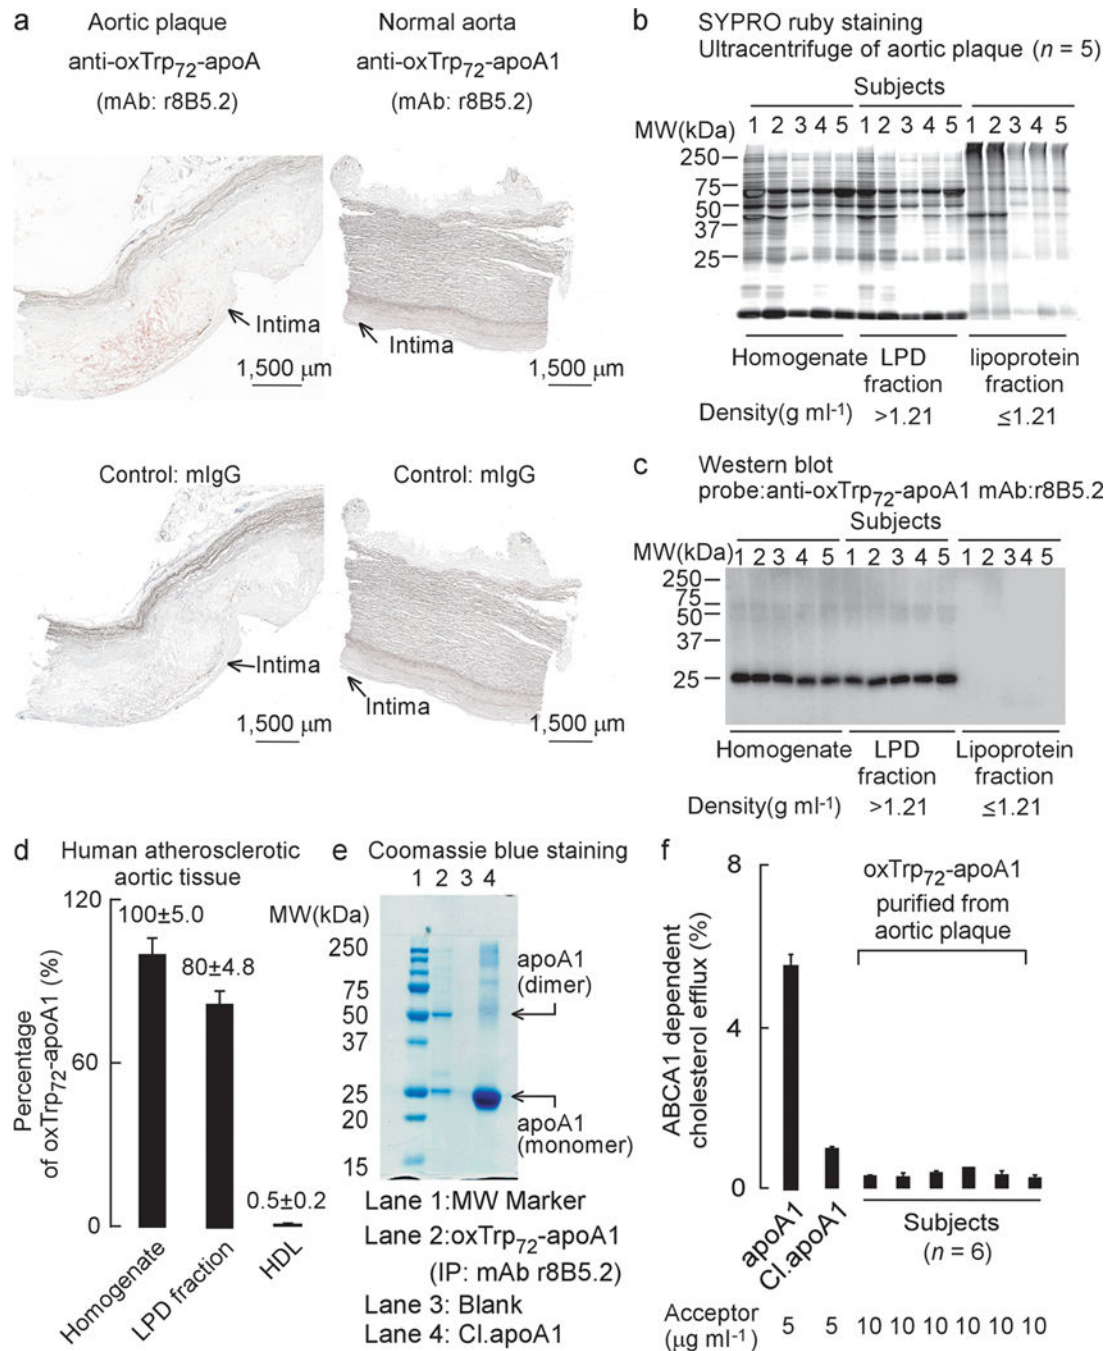 a
Aortic plaque
anti-oxTrp72-apoA
(mAb: r8B5.2)
Normal aorta
anti-oxTrp72-apoA1
(mAb: r8B5.2)
Intima
1,500 μm
Intima
1,500 μm
Control: mIgG
Control: mIgG
Intima
1,500 μm
Intima
1,500 μm
b SYPRO ruby staining
Ultracentrifuge of aortic plaque (n = 5)
Subjects
MW(kDa) 1 2 3 4 5 1 2 3 4 5 1 2 3 4 5
250
75
50
37
25
Homogenate LPD fraction lipoprotein fraction
Density(g ml-1) >1.21 ≤1.21
c Western blot
probe:anti-oxTrp72-apoA1 mAb:r8B5.2
Subjects
MW(kDa) 1 2 3 4 5 1 2 3 4 5 1 2 3 4 5
250
75
50
37
25
Homogenate LPD fraction Lipoprotein fraction
Density(g ml-1) >1.21 ≤1.21
d Human atherosclerotic
aortic tissue
Percentage
of oxTrp72-apoA1 (%)
120
60
0
100±5.0
80±4.8
0.5±0.2
Homogenate
LPD fraction
HDL
e Coomassie blue staining
1 2 3 4
MW(kDa)
250
75
50
37
25
20
15
apoA1
(dimer)
apoA1
(monomer)
Lane 1:MW Marker
Lane 2:oxTrp72-apoA1
(IP: mAb r8B5.2)
Lane 3: Blank
Lane 4: Cl.apoA1
f
ABCA1 dependent
cholesterol efflux (%)
8
4
0
oxTrp72-apoA1
purified from
aortic plaque
apoA1
Cl.apoA1
Subjects
(n = 6)
Acceptor
(μg ml-1) 5 5 10 10 10 10 10 10